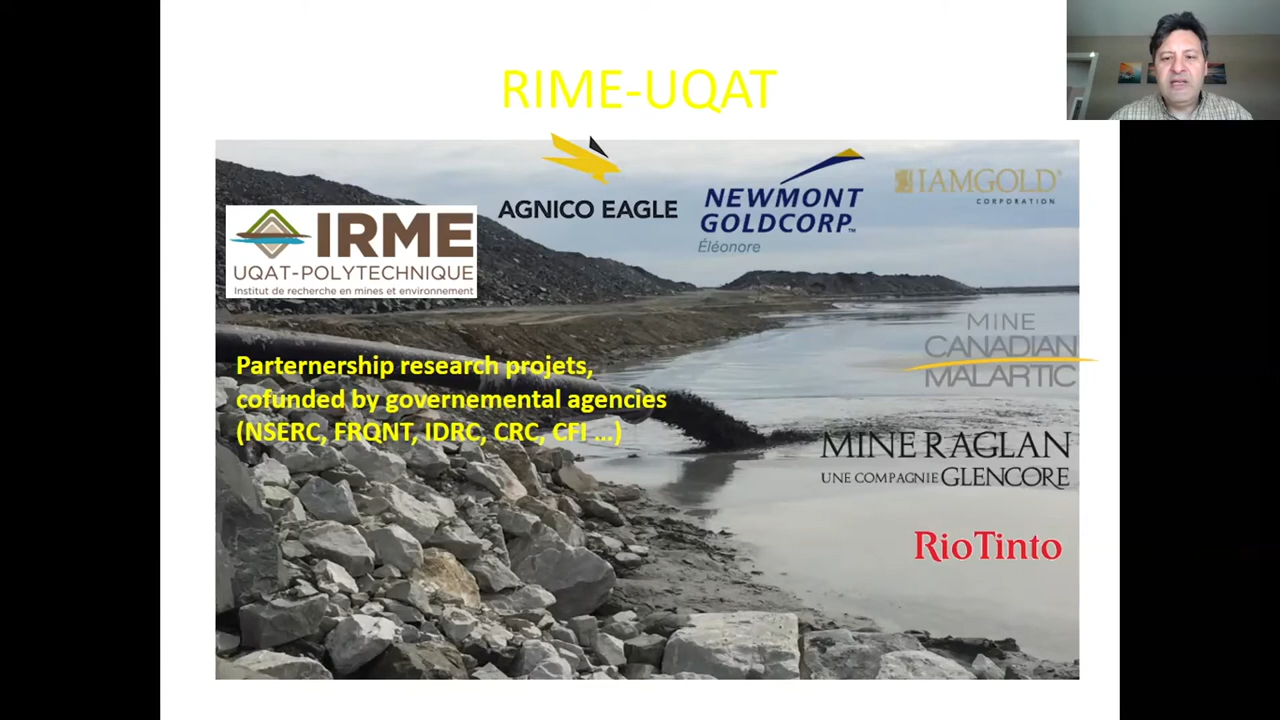 RIME-UQAT
AGNICO EAGLE
NEWMONT
GOLDCORP™
Éléonore
IAMGOLD®
CORPORATION
IRME
UQAT-POLYTECHNIQUE
Institut de recherche en mines et environnement
MINE
CANADIAN
MALARTIC
Parternership research projets,
cofunded by governemental agencies
(NSERC, FRQNT, IDRC, CRC, CFI ...)
MINE RAGLAN
UNE COMPAGNIE GLENCORE
RioTinto